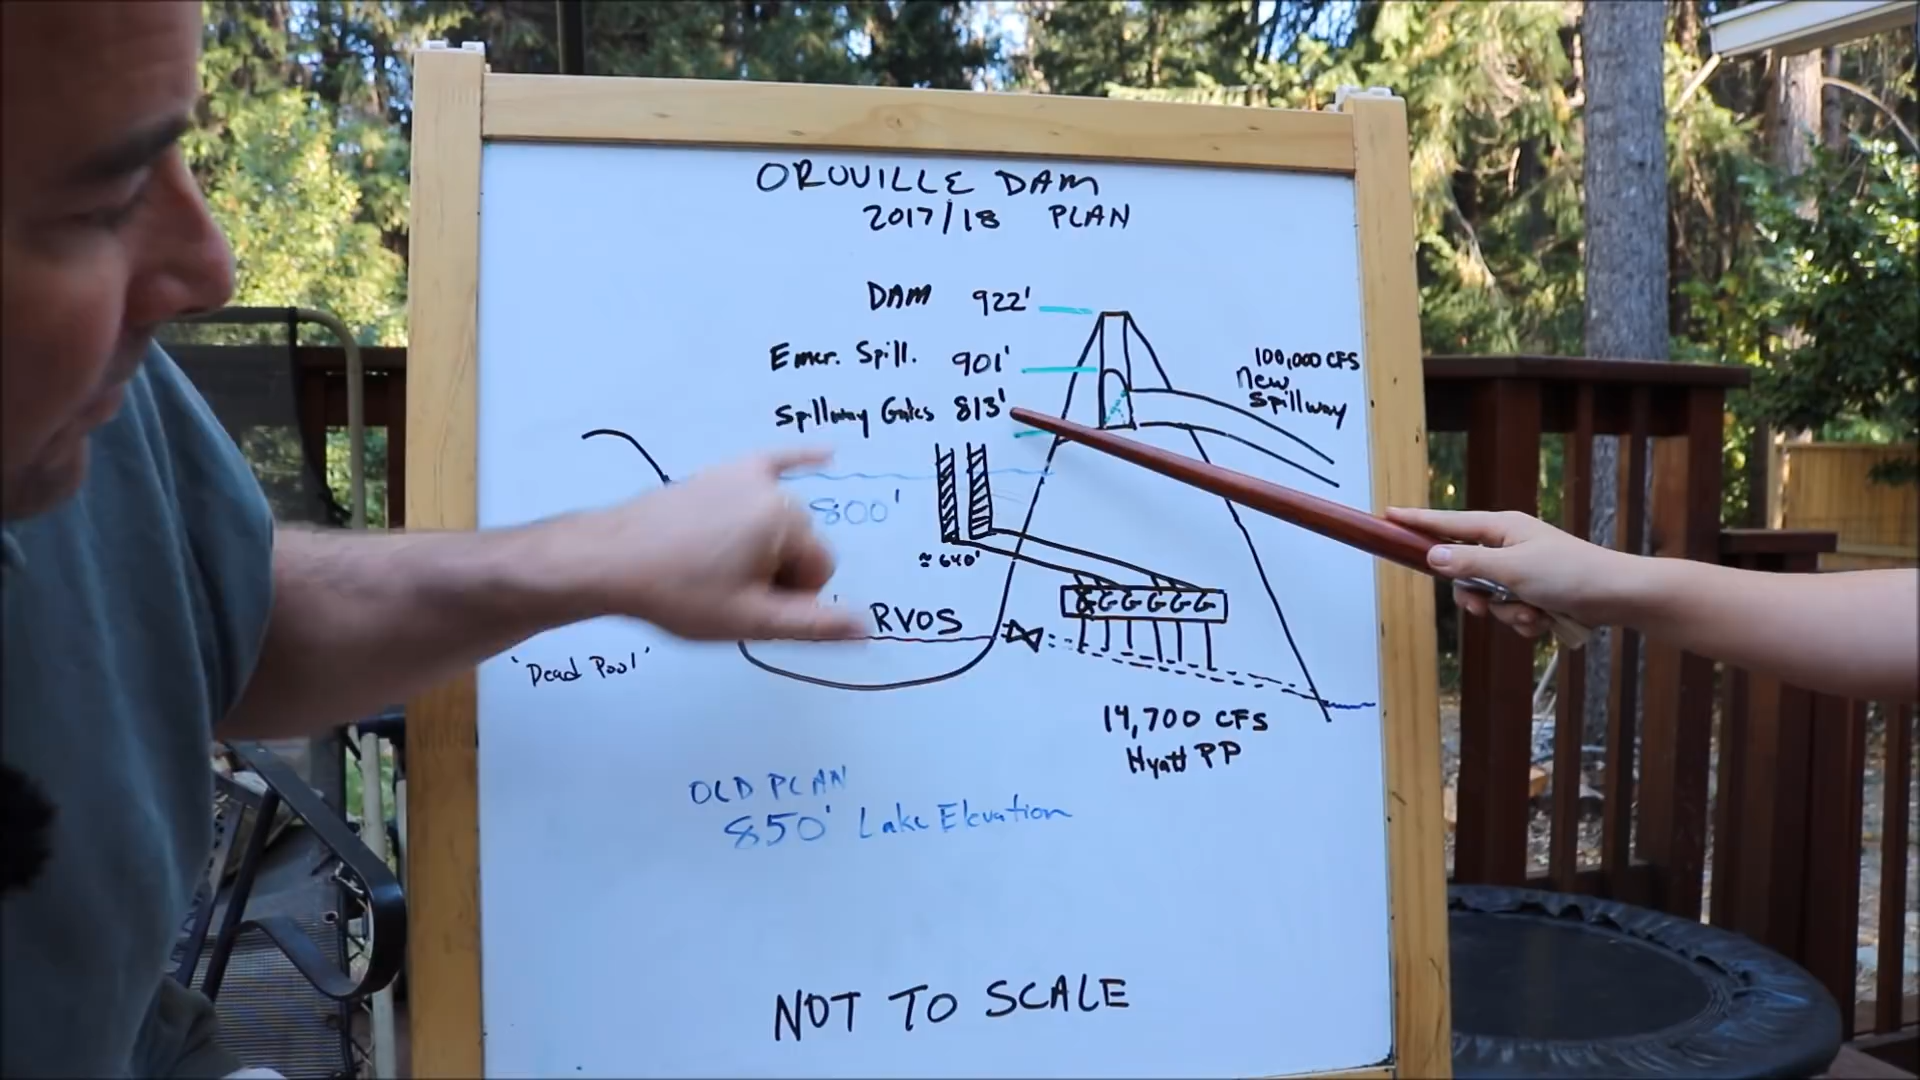 OROVILLE DAM
2017/18 PLAN
DAM 922'
Emer. Spill. 901'
Spillway Gates 813'
100,000 CFS
New
Spillway
800'
≈ 640'
G G G G G G
RVOS
'Dead Pool'
14,700 CFS
Hyatt PP
OLD PLAN
850' Lake Elevation
NOT TO SCALE